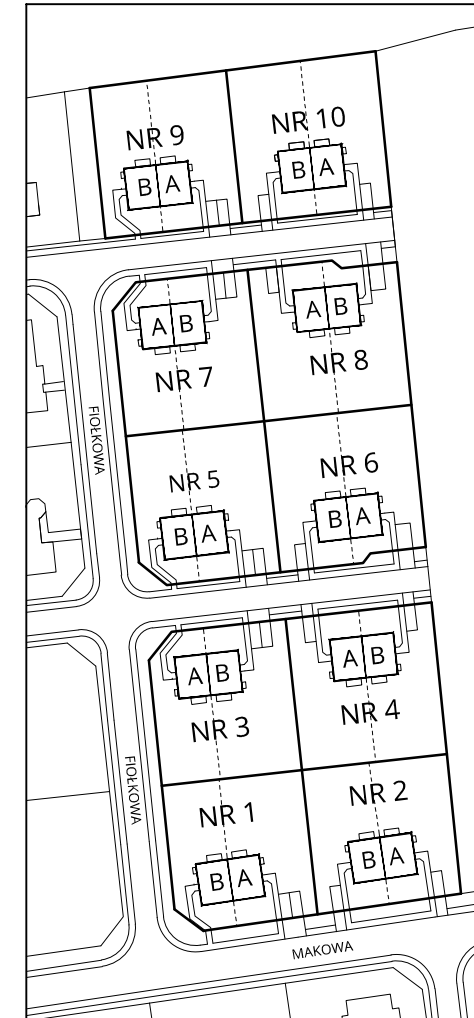 NR 9
NR 10
B A
B A
A B
A B
NR 7
NR 8
FIOŁKOWA
NR 5
NR 6
B A
B A
A B
A B
NR 3
NR 4
FIOŁKOWA
NR 1
NR 2
B A
B A
MAKOWA